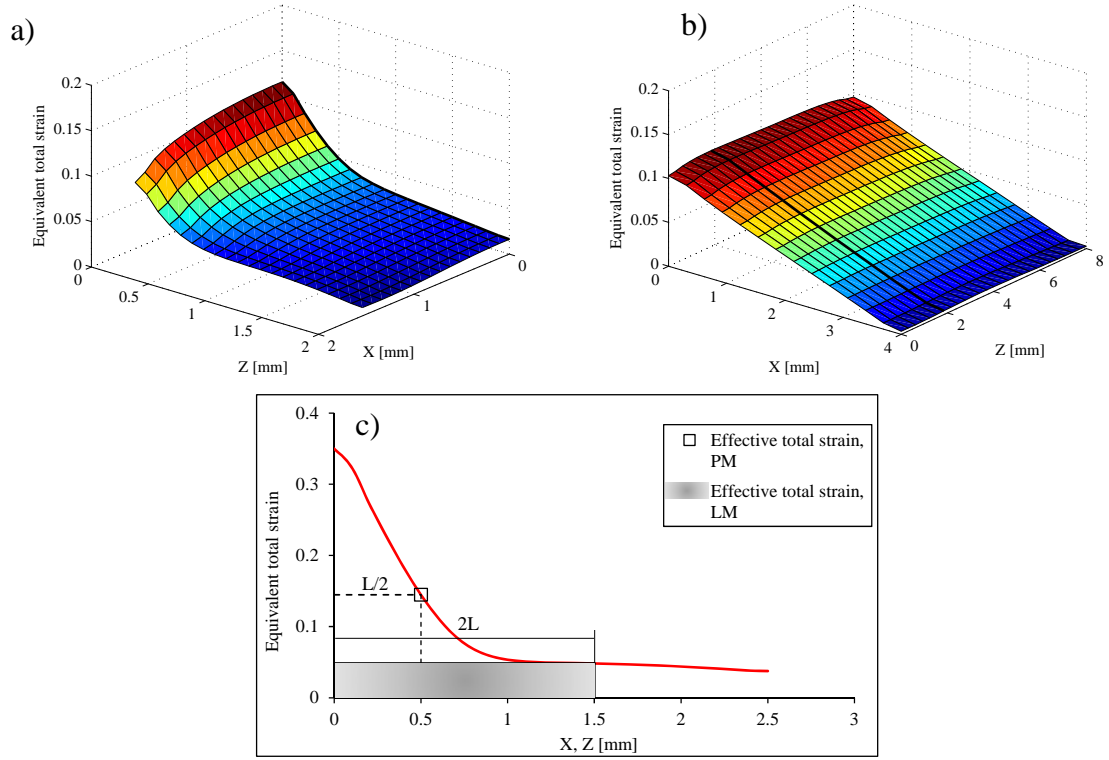 a)
0.2
0.15
0.1
0.05
0
Equivalent total strain
0
0.5
1
1.5
2
Z [mm]
2
1
0
X [mm]
b)
0.2
0.15
0.1
0.05
0
Equivalent total strain
0
1
2
3
4
X [mm]
0
2
4
6
8
Z [mm]
c)
0.4
0.3
0.2
0.1
0
Equivalent total strain
L/2
2L
Effective total strain,
PM
Effective total strain,
LM
0
0.5
1
1.5
2
2.5
3
X, Z [mm]